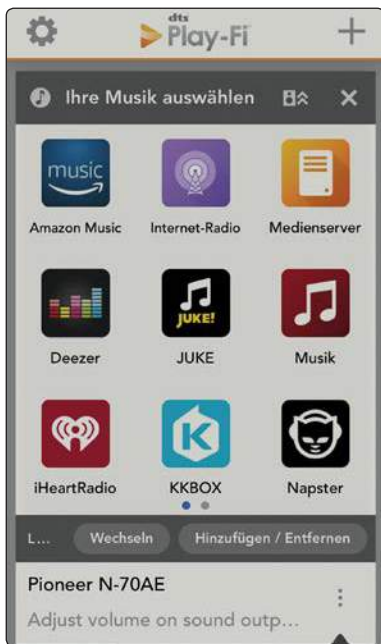 dts
Play-Fi
Ihre Musik auswählen
music
Amazon Music Internet-Radio Medienserver
JUKE!
Deezer JUKE Musik
iHeartRadio KKBOX Napster
L... Wechseln Hinzufügen / Entfernen
Pioneer N-70AE
Adjust volume on sound outp...